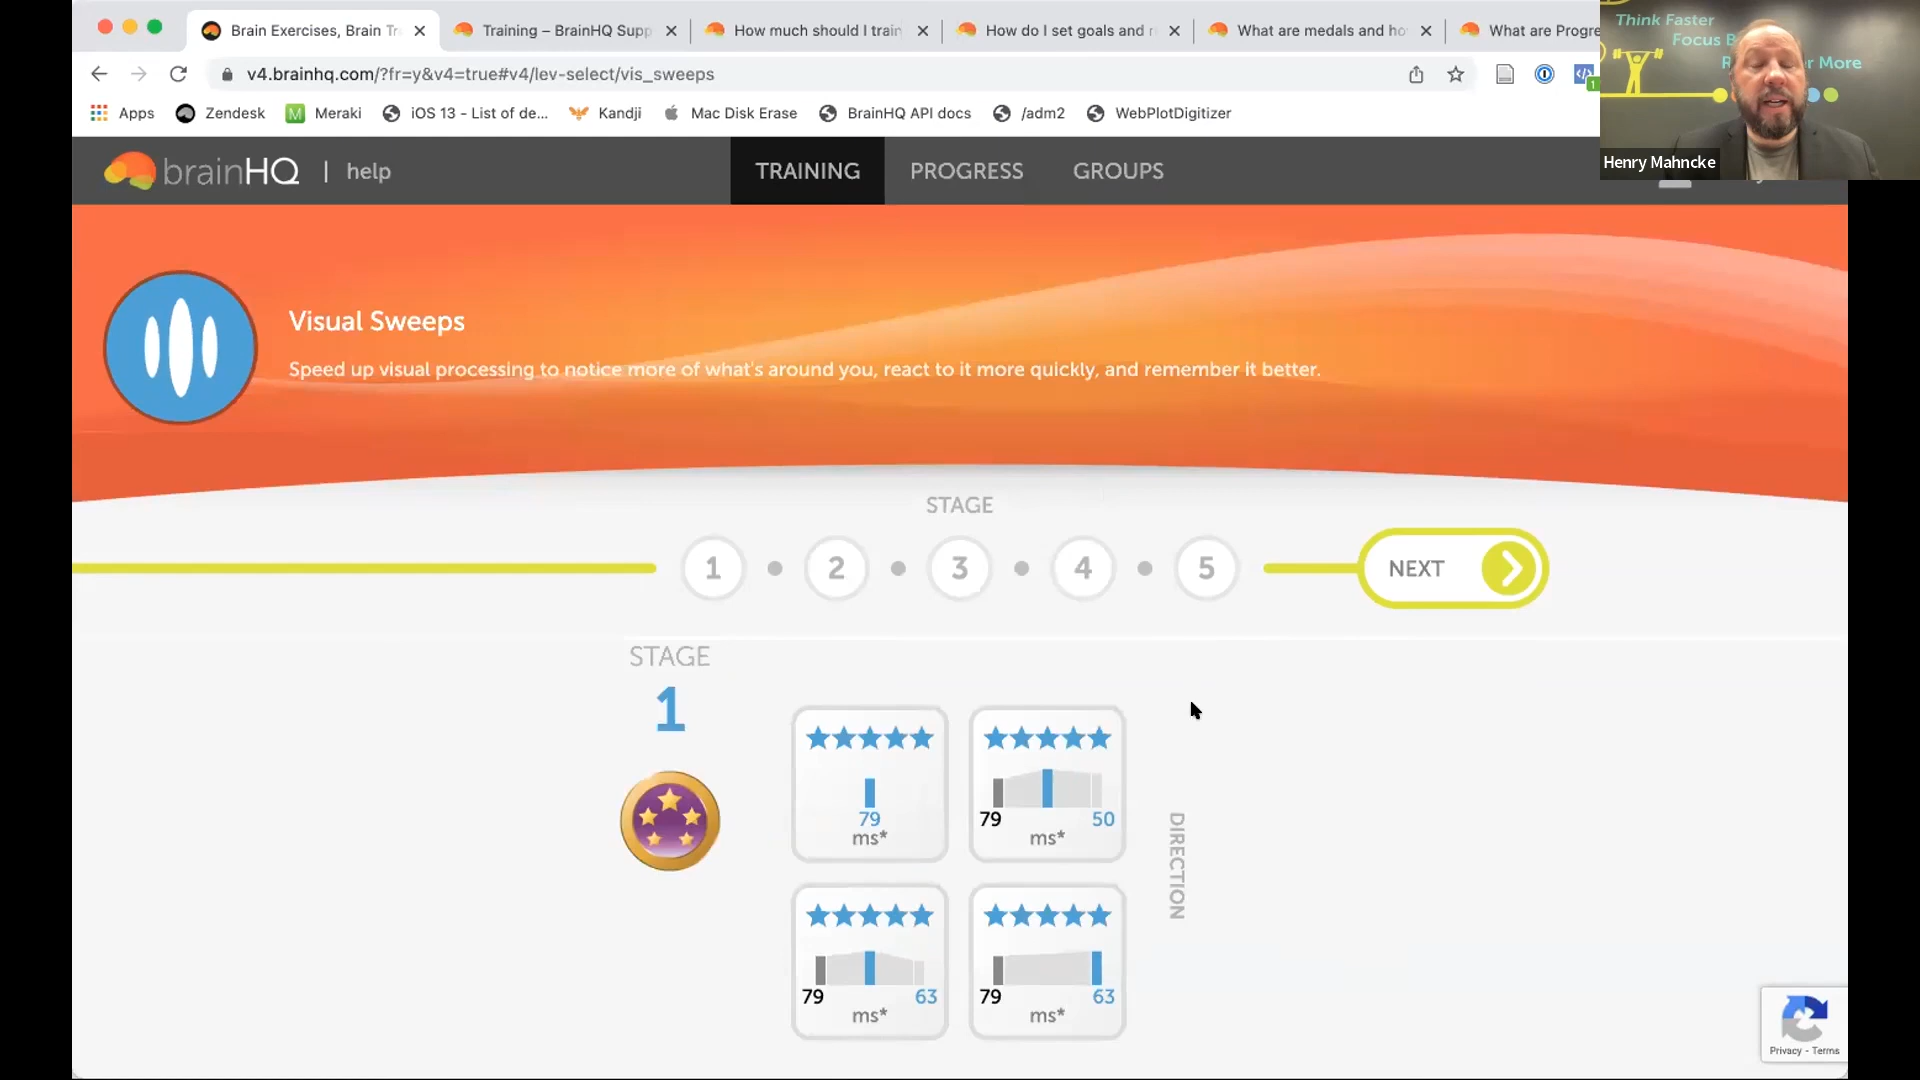 Brain Exercises, Brain Tr
Training – BrainHQ Supp
How much should I train
How do I set goals and r
What are medals and ho
What are Progre
v4.brainhq.com/?fr=y&v4=true#v4/lev-select/vis_sweeps
1
Apps
Zendesk
Meraki
iOS 13 - List of de...
Kandji
Mac Disk Erase
BrainHQ API docs
/adm2
WebPlotDigitizer
Think Faster
Focus B
R
r More
Henry Mahncke
brainHQ | help
TRAINING
PROGRESS
GROUPS
Visual Sweeps
Speed up visual processing to notice more of what's around you, react to it more quickly, and remember it better.
STAGE
1 2 3 4 5
NEXT
STAGE
1
79
ms*
79 50
ms*
79 63
ms*
79 63
ms*
DIRECTION
Privacy - Terms